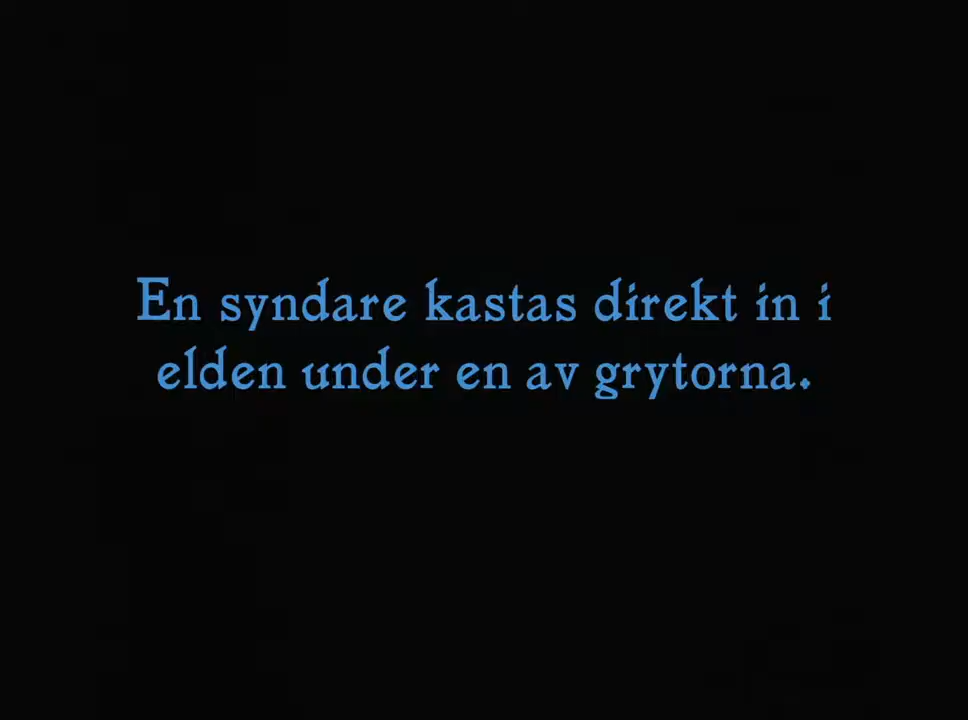 En syndare kastas direkt in i
elden under en av grytorna.